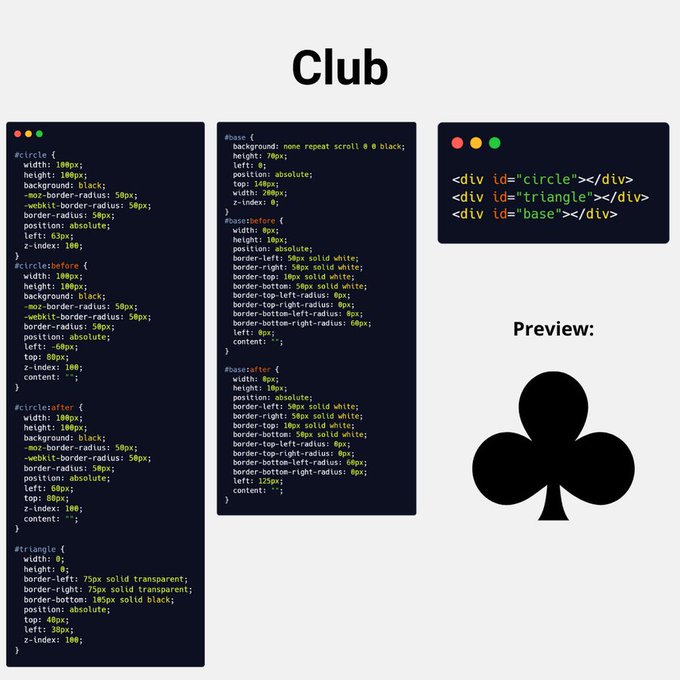 Club
#circle {
width: 100px;
height: 100px;
background: black;
-moz-border-radius: 50px;
-webkit-border-radius: 50px;
border-radius: 50px;
position: absolute;
left: 63px;
z-index: 100;
}
#circle:before {
width: 100px;
height: 100px;
background: black;
-moz-border-radius: 50px;
-webkit-border-radius: 50px;
border-radius: 50px;
position: absolute;
left: -60px;
top: 80px;
z-index: 100;
content: "";
}
#circle:after {
width: 100px;
height: 100px;
background: black;
-moz-border-radius: 50px;
-webkit-border-radius: 50px;
border-radius: 50px;
position: absolute;
left: 60px;
top: 80px;
z-index: 100;
content: "";
}
#triangle {
width: 0;
height: 0;
border-left: 75px solid transparent;
border-right: 75px solid transparent;
border-bottom: 105px solid black;
position: absolute;
top: 40px;
left: 38px;
z-index: 100;
}
#base {
background: none repeat scroll 0 0 black;
height: 70px;
left: 0;
position: absolute;
top: 140px;
width: 200px;
z-index: 0;
}
#base:before {
width: 0px;
height: 10px;
position: absolute;
border-left: 50px solid white;
border-right: 50px solid white;
border-top: 10px solid white;
border-bottom: 50px solid white;
border-top-left-radius: 0px;
border-top-right-radius: 0px;
border-bottom-left-radius: 0px;
border-bottom-right-radius: 60px;
left: 0px;
content: "";
}
#base:after {
width: 0px;
height: 10px;
position: absolute;
border-left: 50px solid white;
border-right: 50px solid white;
border-top: 10px solid white;
border-bottom: 50px solid white;
border-top-left-radius: 0px;
border-top-right-radius: 0px;
border-bottom-left-radius: 60px;
border-bottom-right-radius: 0px;
left: 125px;
content: "";
}
<div id="circle"></div>
<div id="triangle"></div>
<div id="base"></div>
Preview: